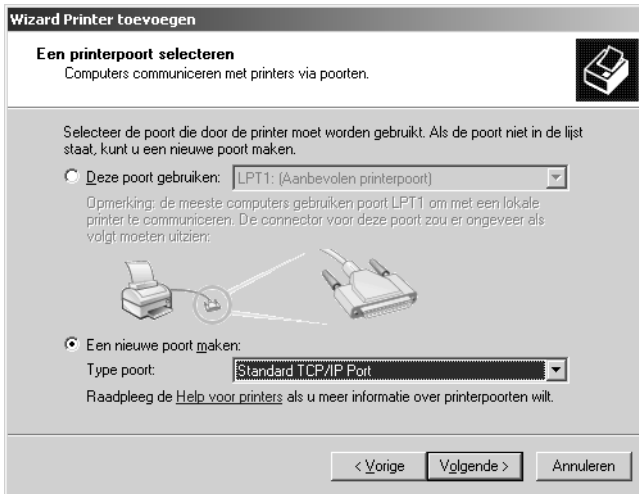 Wizard Printer toevoegen
Een printerpoort selecteren
Computers communiceren met printers via poorten.
Selecteer de poort die door de printer moet worden gebruikt. Als de poort niet in de lijst
staat, kunt u een nieuwe poort maken.
Deze poort gebruiken: LPT1: (Aanbevolen printerpoort)
Opmerking: de meeste computers gebruiken poort LPT1 om met een lokale
printer te communiceren. De connector voor deze poort zou er ongeveer als
volgt moeten uitzien:
Een nieuwe poort maken:
Type poort: Standard TCP/IP Port
Raadpleeg de Help voor printers als u meer informatie over printerpoorten wilt.
< Vorige Volgende > Annuleren